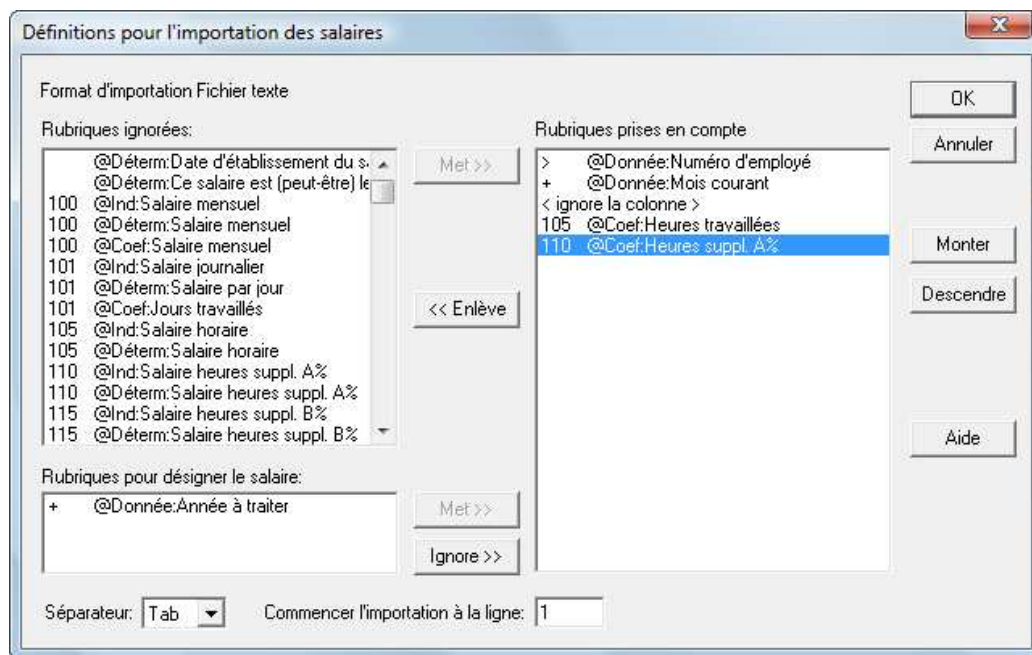 Définitions pour l'importation des salaires
Format d'importation Fichier texte
Rubriques ignorées:
@Déterm:Date d'établissement du s
@Déterm:Ce salaire est (peut-être) le
100 @Ind:Salaire mensuel
100 @Déterm:Salaire mensuel
100 @Coef:Salaire mensuel
101 @Ind:Salaire journalier
101 @Déterm:Salaire par jour
101 @Coef:Jours travaillés
105 @Ind:Salaire horaire
105 @Déterm:Salaire horaire
110 @Ind:Salaire heures suppl. A%
110 @Déterm:Salaire heures suppl. A%
115 @Ind:Salaire heures suppl. B%
115 @Déterm:Salaire heures suppl. B%
Met >>
<< Enlève
Rubriques prises en compte
> @Donnée:Numéro d'employé
+ @Donnée:Mois courant
< ignore la colonne >
105 @Coef:Heures travaillées
110 @Coef:Heures suppl. A%
OK
Annuler
Monter
Descendre
Aide
Rubriques pour désigner le salaire:
+ @Donnée:Année à traiter
Met >>
Ignore >>
Séparateur: Tab Commencer l'importation à la ligne: 1